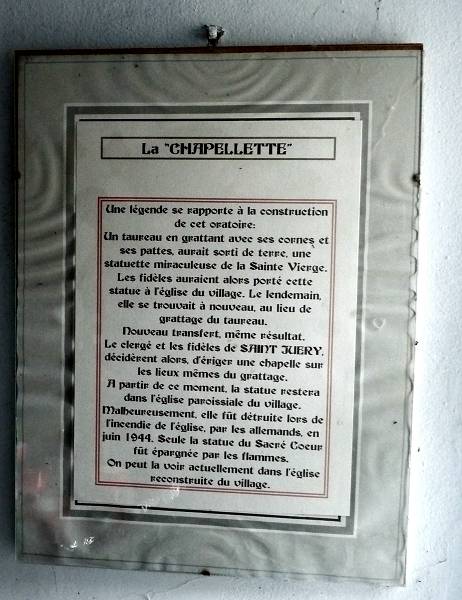 La "CHAPELLETTE"
Une légende se rapporte à la construction
de cet oratoire:
Un taureau en grattant avec ses cornes et
ses pattes, aurait sorti de terre, une
statuette miraculeuse de la Sainte Vierge.
Les fidèles auraient alors porté cette
statue à l'église du village. Le lendemain,
elle se trouvait à nouveau, au lieu de
grattage du taureau.
Nouveau transfert, même résultat.
Le clergé et les fidèles de SAINT JUERY,
décidèrent alors, d'ériger une chapelle sur
les lieux mêmes du grattage.
A partir de ce moment, la statue restera
dans l'église paroissiale du village.
Malheureusement, elle fût détruite lors de
l'incendie de l'église, par les allemands, en
juin 1944. Seule la statue du Sacré Coeur
fût épargnée par les flammes.
On peut la voir actuellement dans l'église
reconstruite du village.